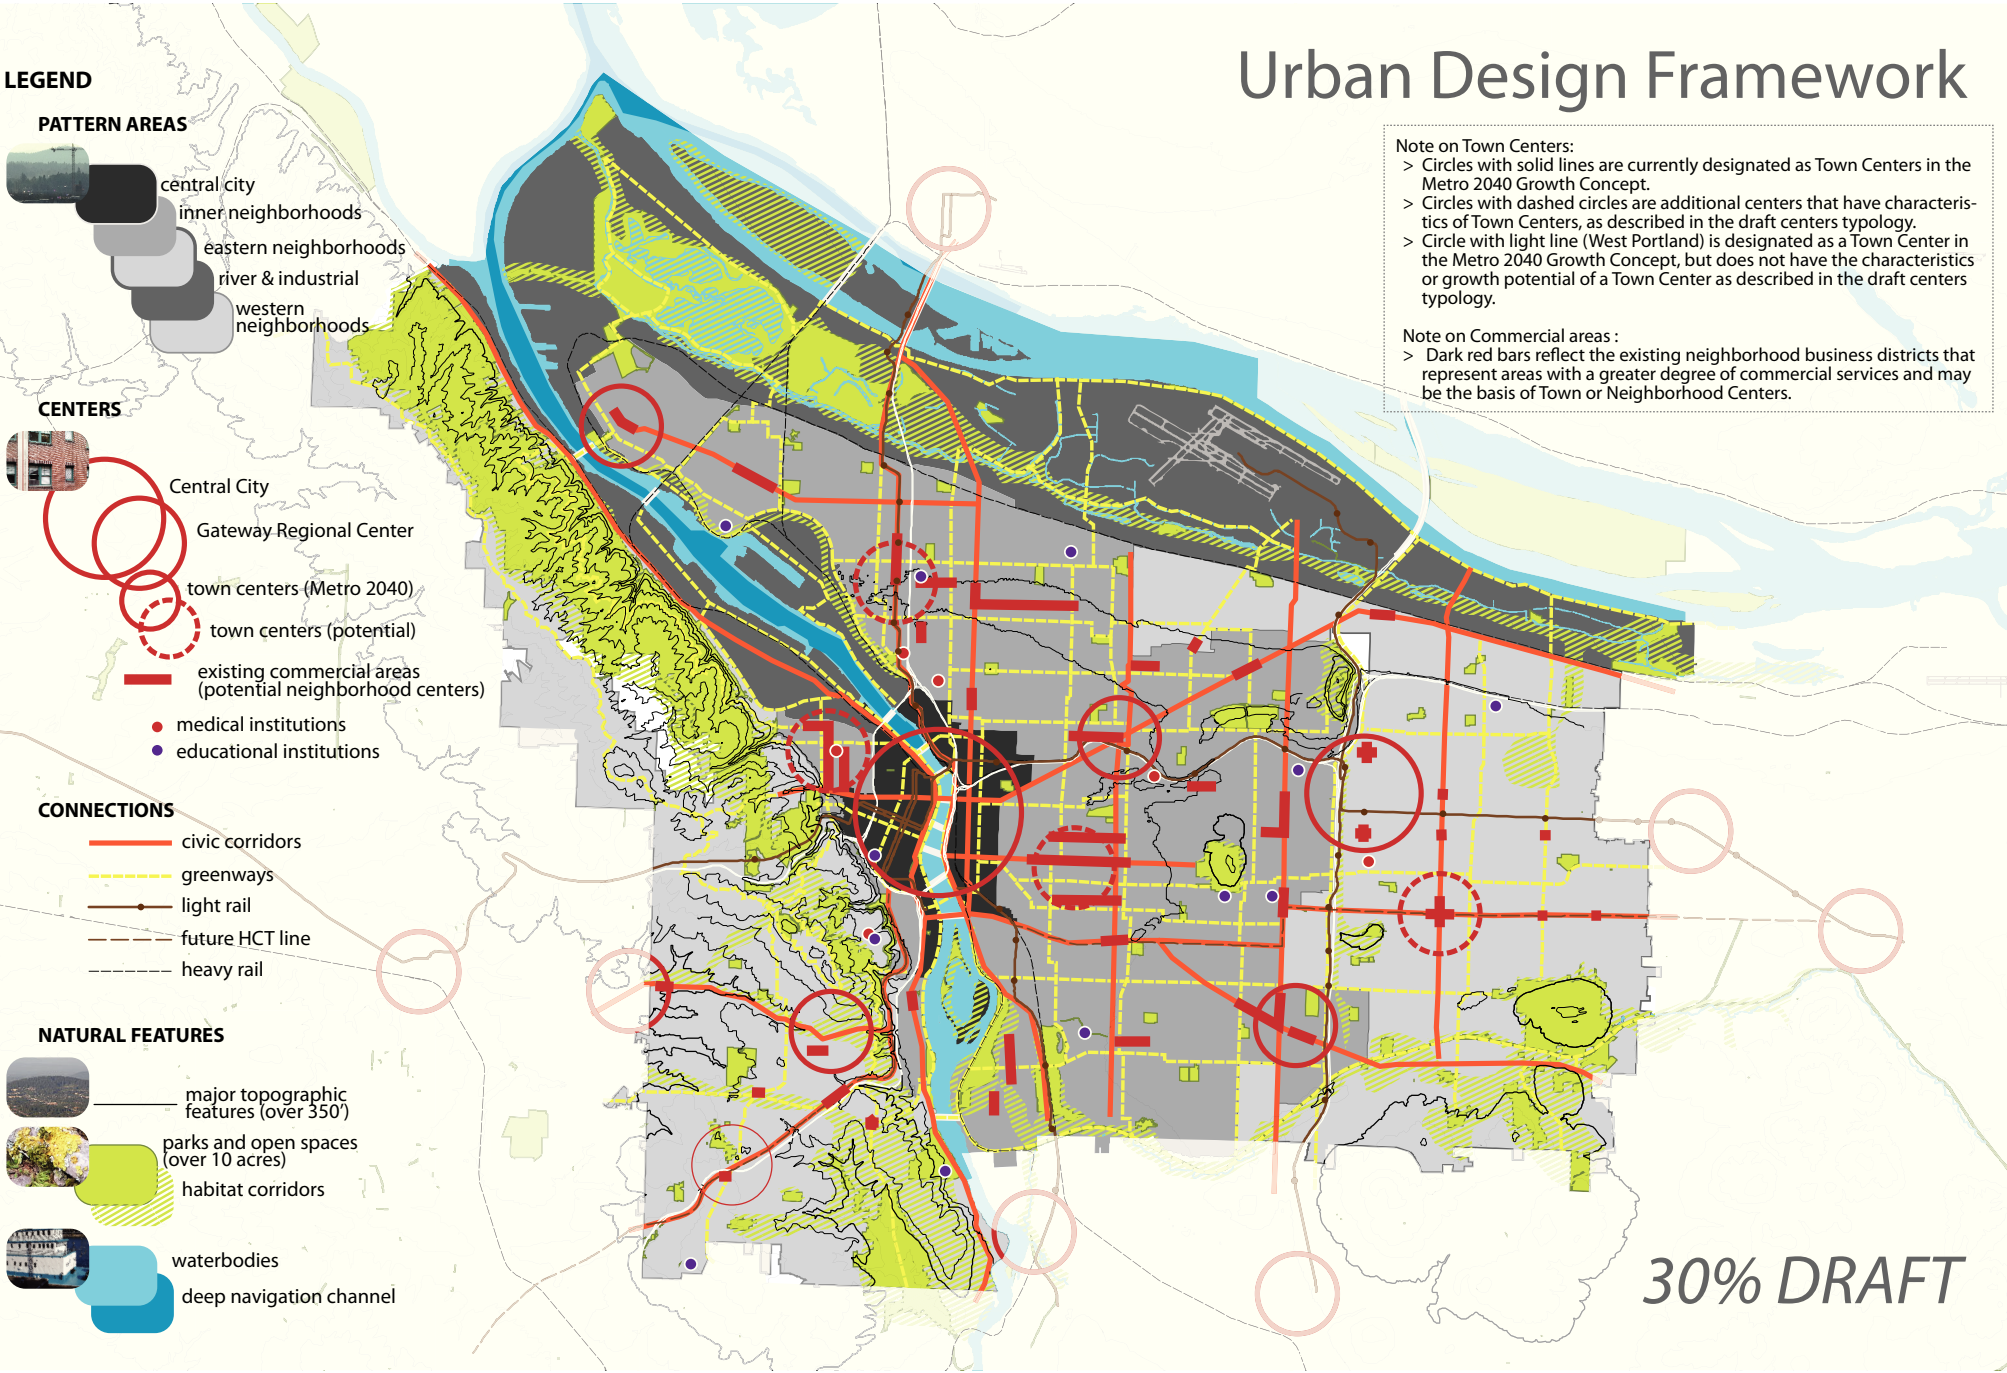 Urban Design Framework
LEGEND
PATTERN AREAS
central city
inner neighborhoods
eastern neighborhoods
river & industrial
western
neighborhoods
CENTERS
Central City
Gateway Regional Center
town centers (Metro 2040)
town centers (potential)
existing commercial areas
(potential neighborhood centers)
medical institutions
educational institutions
CONNECTIONS
civic corridors
greenways
light rail
future HCT line
heavy rail
NATURAL FEATURES
major topographic
features (over 350')
parks and open spaces
(over 10 acres)
habitat corridors
waterbodies
deep navigation channel
Note on Town Centers:
> Circles with solid lines are currently designated as Town Centers in the
Metro 2040 Growth Concept.
> Circles with dashed circles are additional centers that have characteris-
tics of Town Centers, as described in the draft centers typology.
> Circle with light line (West Portland) is designated as a Town Center in
the Metro 2040 Growth Concept, but does not have the characteristics
or growth potential of a Town Center as described in the draft centers
typology.
Note on Commercial areas :
> Dark red bars reflect the existing neighborhood business districts that
represent areas with a greater degree of commercial services and may
be the basis of Town or Neighborhood Centers.
30% DRAFT